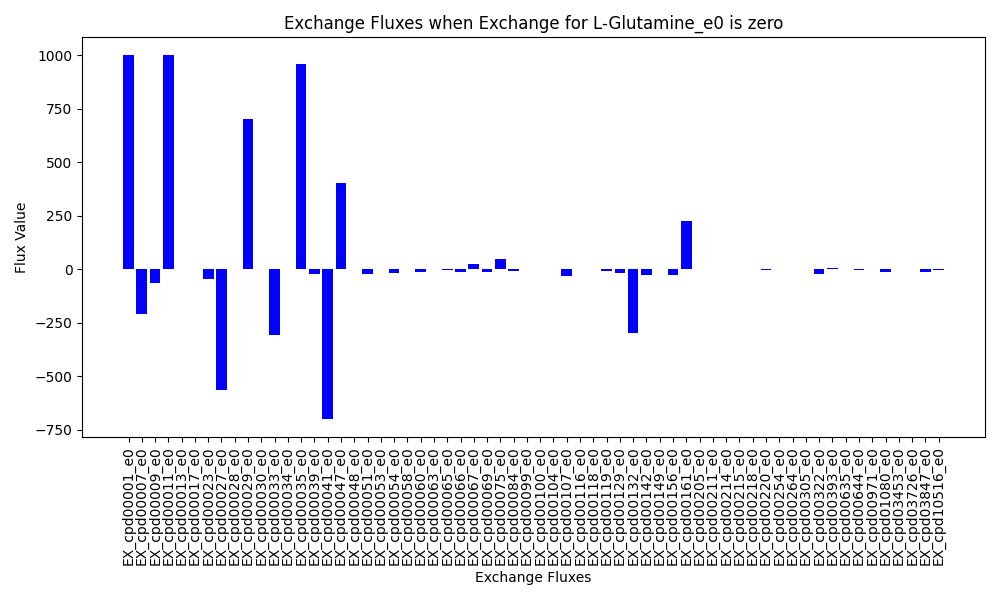 Exchange Fluxes when Exchange for L-Glutamine_e0 is zero
Flux Value
1000
750
500
250
0
−250
−500
−750
EX_cpd00001_e0
EX_cpd00007_e0
EX_cpd00009_e0
EX_cpd00011_e0
EX_cpd00013_e0
EX_cpd00017_e0
EX_cpd00023_e0
EX_cpd00027_e0
EX_cpd00028_e0
EX_cpd00029_e0
EX_cpd00030_e0
EX_cpd00033_e0
EX_cpd00034_e0
EX_cpd00035_e0
EX_cpd00039_e0
EX_cpd00041_e0
EX_cpd00047_e0
EX_cpd00048_e0
EX_cpd00051_e0
EX_cpd00053_e0
EX_cpd00054_e0
EX_cpd00058_e0
EX_cpd00060_e0
EX_cpd00063_e0
EX_cpd00065_e0
EX_cpd00066_e0
EX_cpd00067_e0
EX_cpd00069_e0
EX_cpd00075_e0
EX_cpd00084_e0
EX_cpd00099_e0
EX_cpd00100_e0
EX_cpd00104_e0
EX_cpd00107_e0
EX_cpd00116_e0
EX_cpd00118_e0
EX_cpd00119_e0
EX_cpd00129_e0
EX_cpd00132_e0
EX_cpd00142_e0
EX_cpd00149_e0
EX_cpd00156_e0
EX_cpd00161_e0
EX_cpd00205_e0
EX_cpd00211_e0
EX_cpd00214_e0
EX_cpd00215_e0
EX_cpd00218_e0
EX_cpd00220_e0
EX_cpd00254_e0
EX_cpd00264_e0
EX_cpd00305_e0
EX_cpd00322_e0
EX_cpd00393_e0
EX_cpd00635_e0
EX_cpd00644_e0
EX_cpd00971_e0
EX_cpd01080_e0
EX_cpd03453_e0
EX_cpd03726_e0
EX_cpd03847_e0
EX_cpd10516_e0
Exchange Fluxes